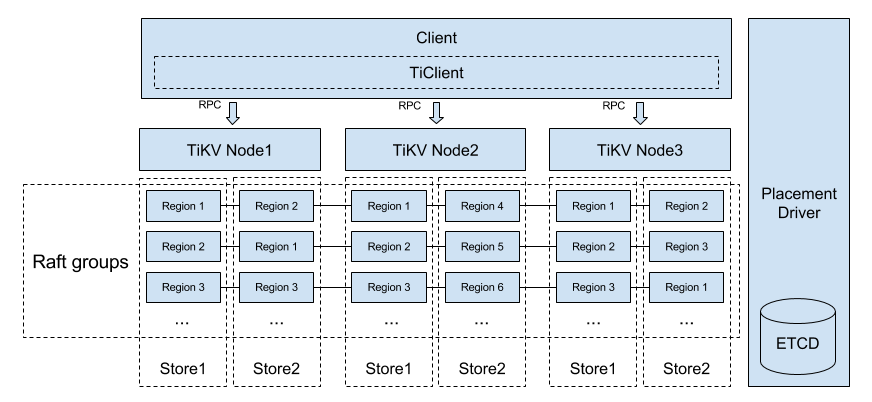 Client
TiClient
RPC RPC RPC
TiKV Node1 TiKV Node2 TiKV Node3
Region 1 Region 2 Region 1 Region 4 Region 1 Region 2
Region 2 Region 1 Region 2 Region 5 Region 2 Region 3
Region 3 Region 3 Region 3 Region 6 Region 3 Region 1
... ... ... ... ... ...
Store1 Store2 Store1 Store2 Store1 Store2
Raft groups
Placement
Driver
ETCD